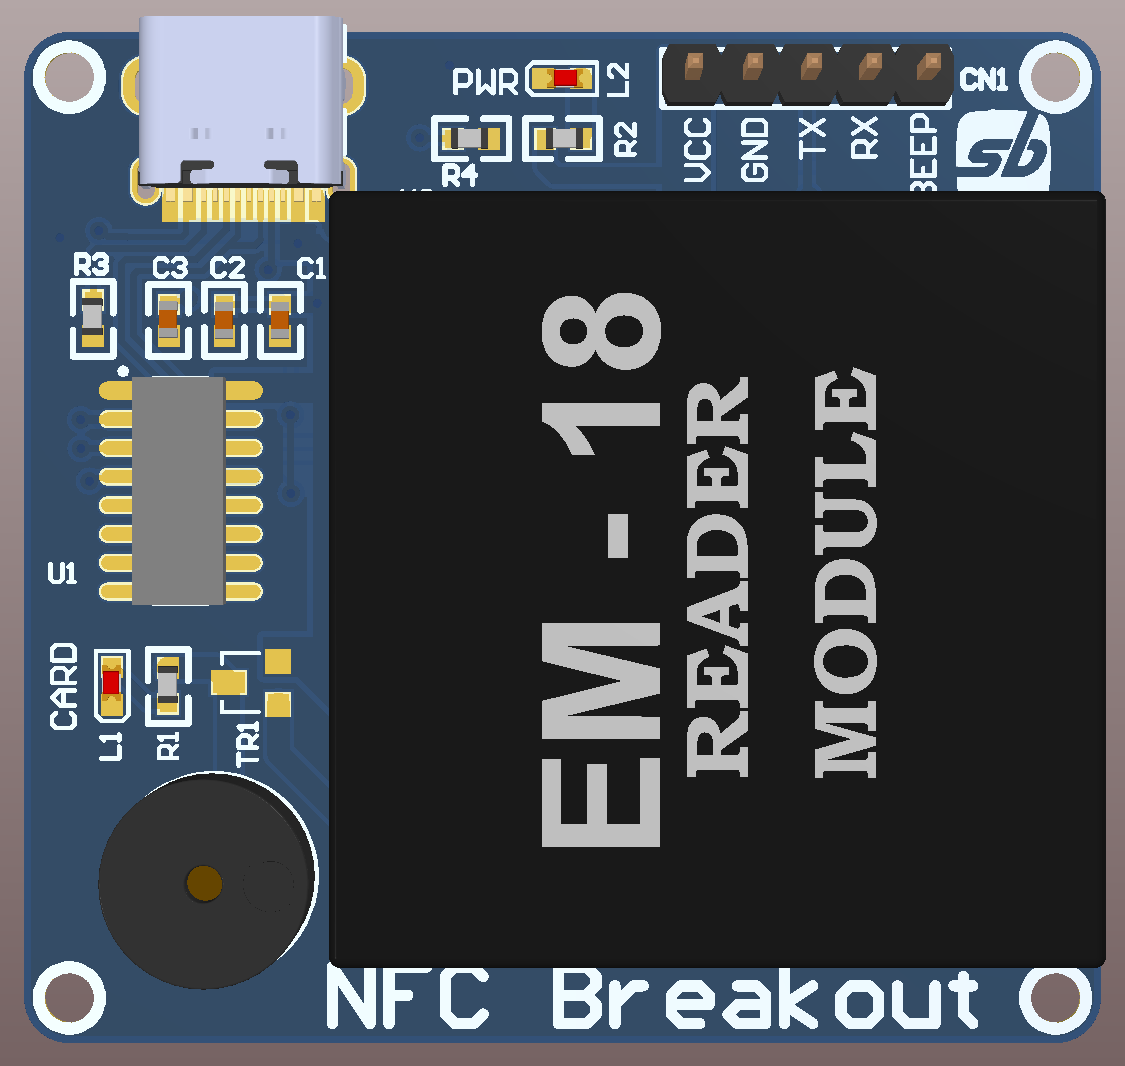 PWR
L2
CN1
R4
R2
VCC
GND
TX
RX
BEEP
sb
R3
C3
C2
C1
U1
EM - 18
READER
MODULE
CARD
L1
R1
TR1
NFC Breakout